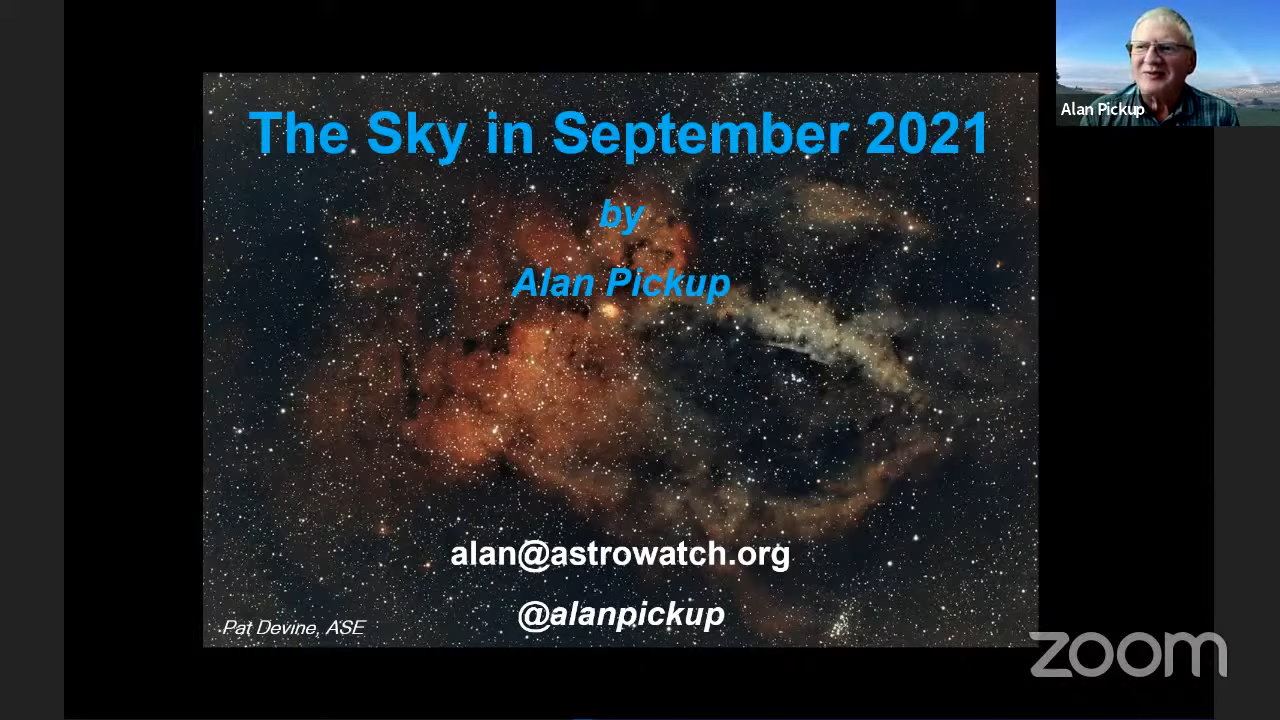 The Sky in September 2021
by
Alan Pickup
Alan Pickup
alan@astrowatch.org
@alanpickup
Pat Devine, ASE
zoom